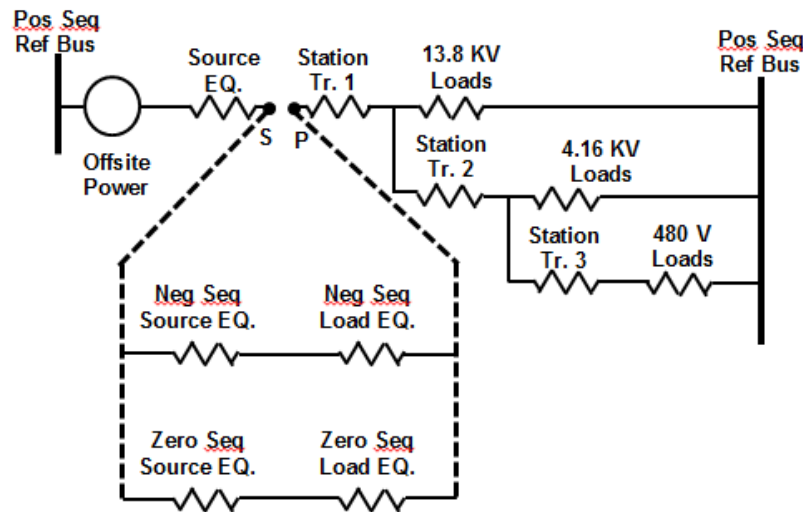 Pos Seq
Ref Bus
Source
EQ.
Station
Tr. 1
13.8 KV
Loads
Pos Seq
Ref Bus
S
P
Offsite
Power
Station
Tr. 2
4.16 KV
Loads
Station
Tr. 3
480 V
Loads
Neg Seq
Source EQ.
Neg Seq
Load EQ.
Zero Seq
Source EQ.
Zero Seq
Load EQ.